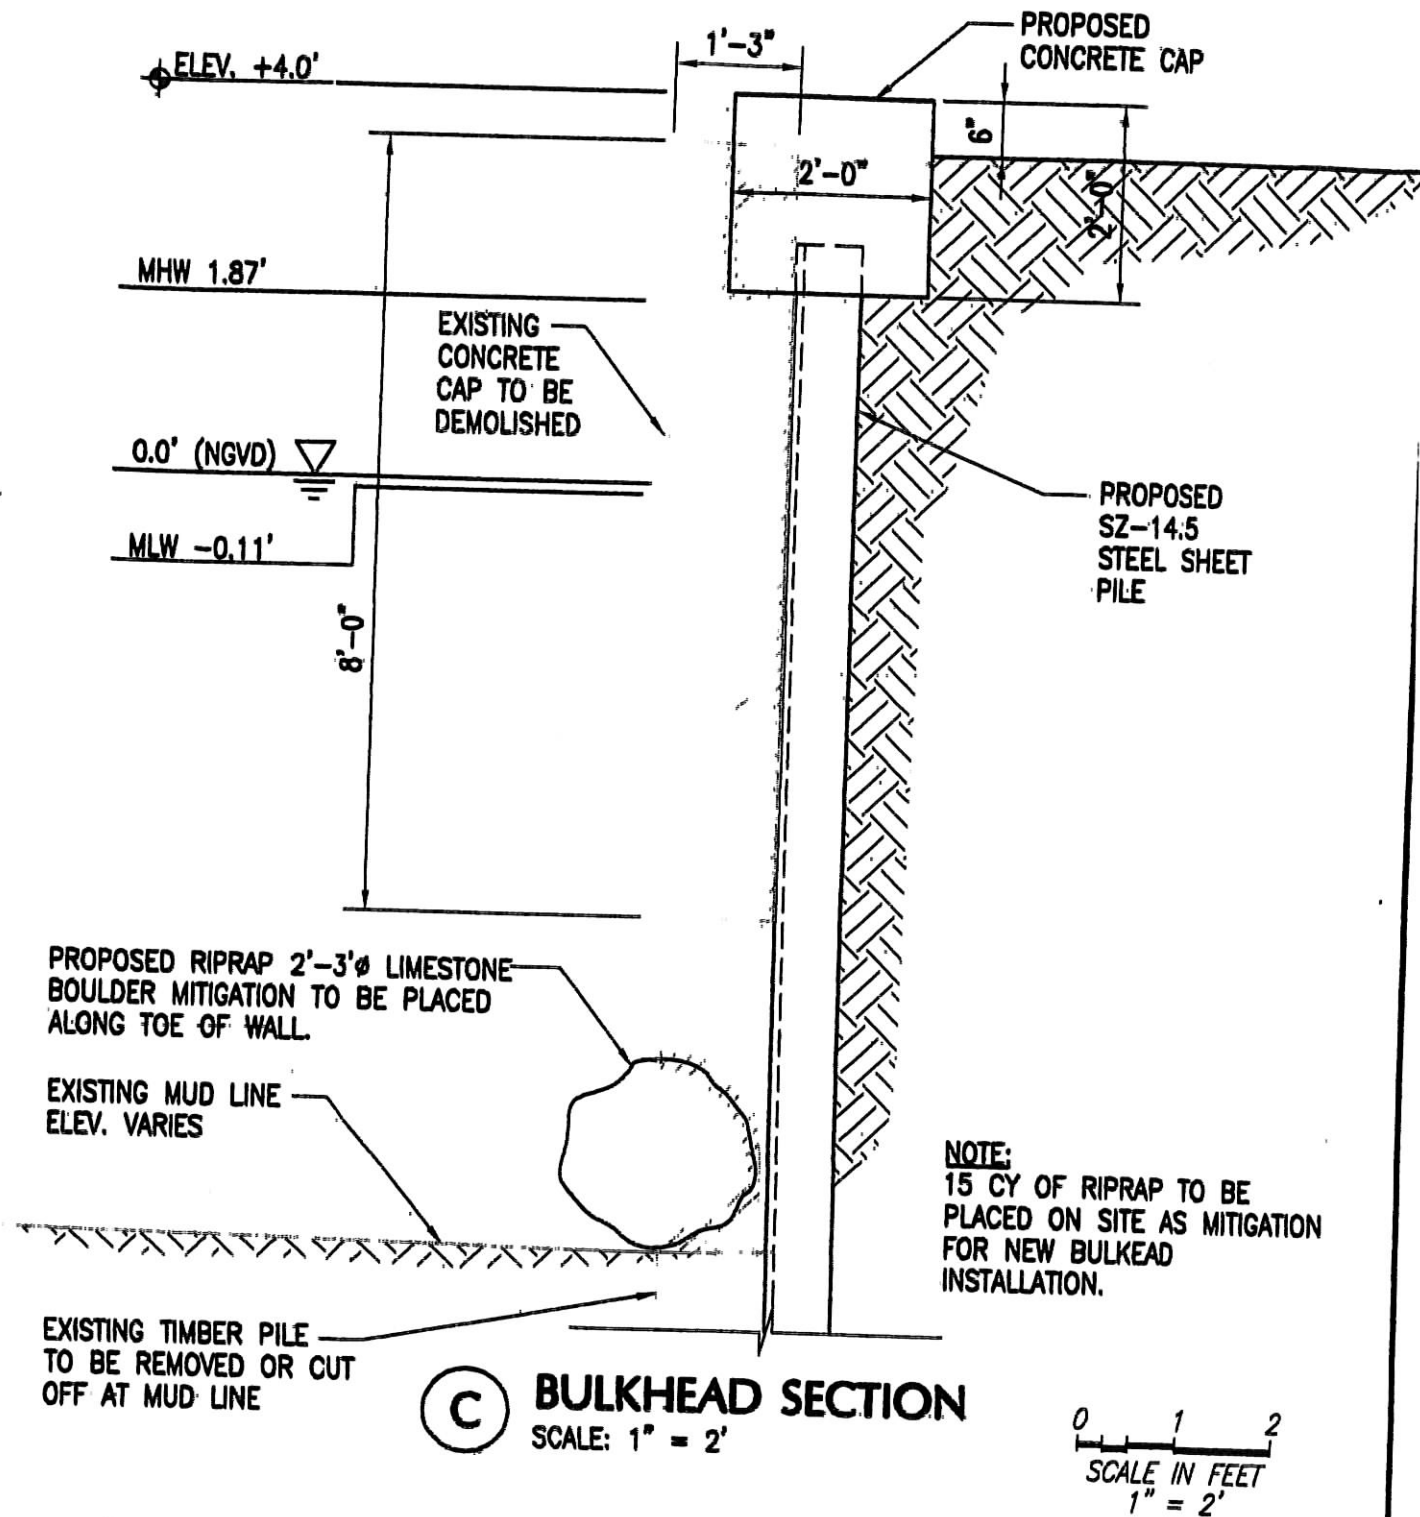 PROPOSED
CONCRETE CAP
1'-3"
ELEV. +4.0'
6"
2'-0"
2'-0"
MHW 1.87'
EXISTING
CONCRETE
CAP TO BE
DEMOLISHED
0.0' (NGVD)
MLW -0.11'
8'-0"
PROPOSED
SZ-14.5
STEEL SHEET
PILE
PROPOSED RIPRAP 2'-3'ø LIMESTONE
BOULDER MITIGATION TO BE PLACED
ALONG TOE OF WALL.
EXISTING MUD LINE
ELEV. VARIES
NOTE:
15 CY OF RIPRAP TO BE
PLACED ON SITE AS MITIGATION
FOR NEW BULKEAD
INSTALLATION.
EXISTING TIMBER PILE
TO BE REMOVED OR CUT
OFF AT MUD LINE
C BULKHEAD SECTION
SCALE: 1" = 2'
0 1 2
SCALE IN FEET
1" = 2'